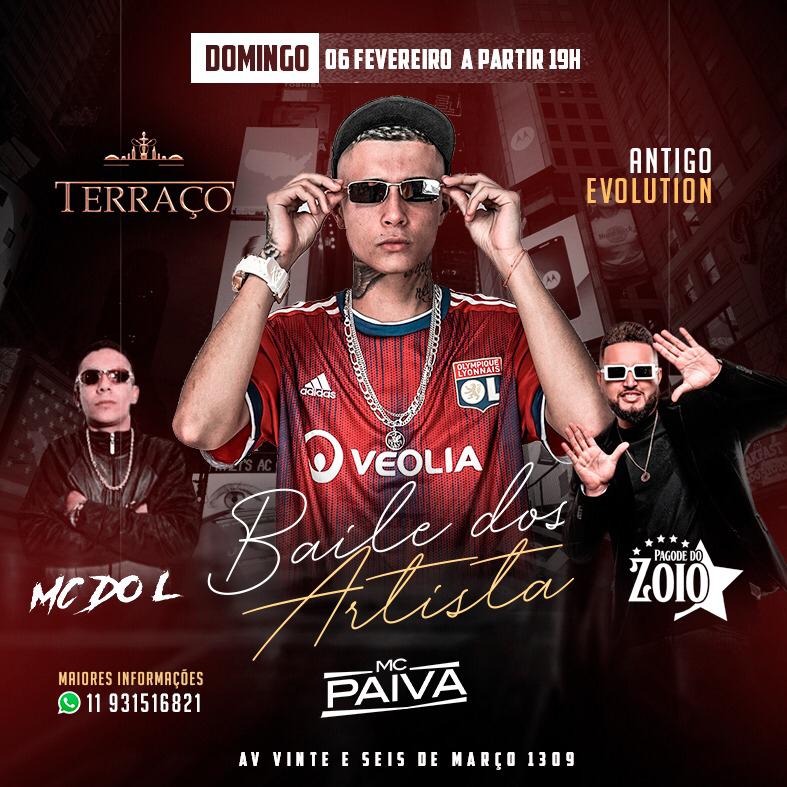 DOMINGO 06 FEVEREIRO A PARTIR 19H
TERRAÇO
ANTIGO
EVOLUTION
adidas
OLYMPIQUE
LYONNAIS
OL
VEOLIA
Baile dos
Artista
MC DO L
PAGODE DO
ZOIO
MC
PAIVA
MAIORES INFORMAÇÕES
11 931516821
AV VINTE E SEIS DE MARÇO 1309